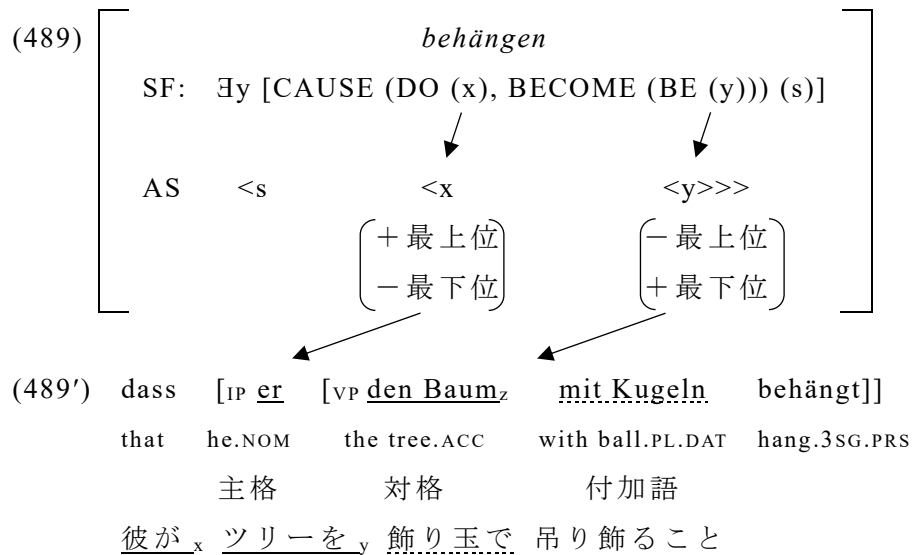 (489) behängen
SF: ∃y [CAUSE (DO (x), BECOME (BE (y))) (s)]
AS <s <x <y>>>
+最上位 −最上位
−最下位 +最下位
(489′) dass [IP er [VP den Baumz mit Kugeln behängt]]
that he.NOM the tree.ACC with ball.PL.DAT hang.3SG.PRS
主格 対格 付加語
彼が x ツリーを y 飾り玉で 吊り飾ること